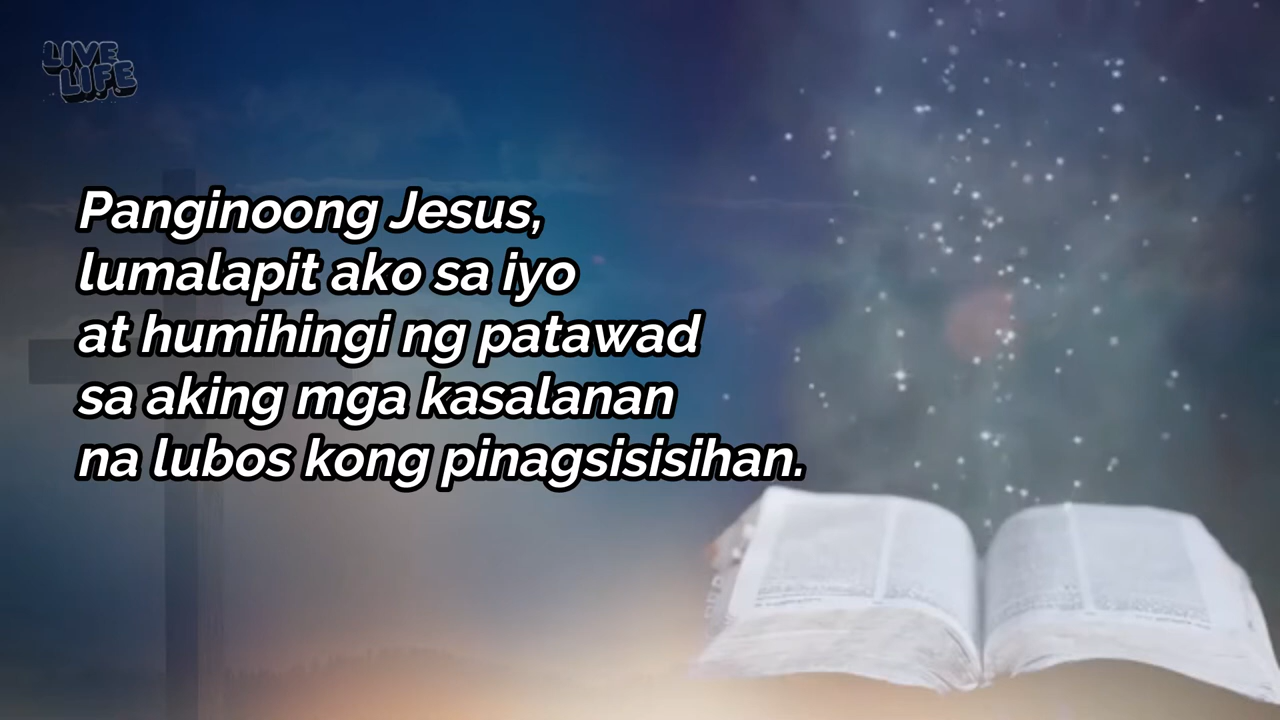 LIVE
LIFE
Panginoong Jesus,
lumalapit ako sa iyo
at humihingi ng patawad
sa aking mga kasalanan
na lubos kong pinagsisisihan.